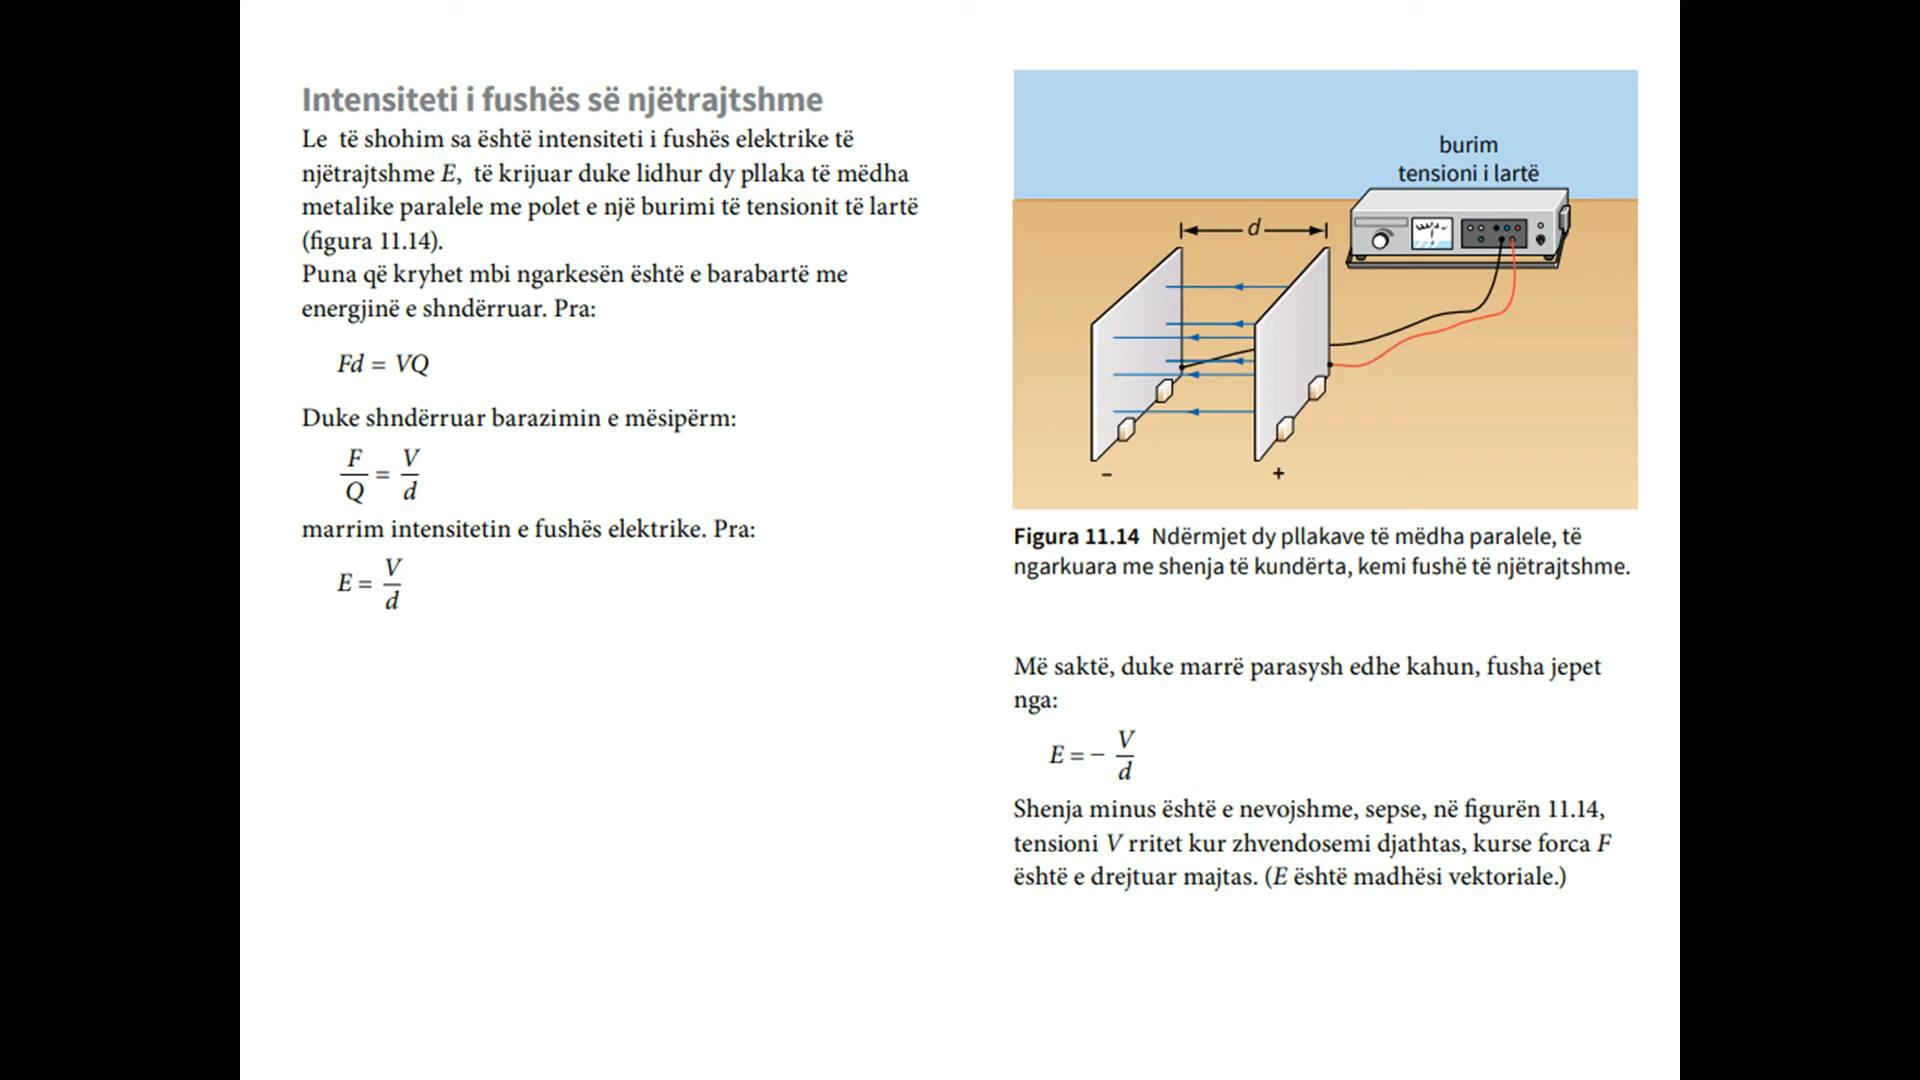 Intensiteti i fushës së njëtrajtshme
Le të shohim sa është intensiteti i fushës elektrike të
njëtrajtshme E, të krijuar duke lidhur dy pllaka të mëdha
metalike paralele me polet e një burimi të tensionit të lartë
(figura 11.14).
Puna që kryhet mbi ngarkesën është e barabartë me
energjinë e shndërruar. Pra:
Fd = VQ
Duke shndërruar barazimin e mësipërm:
F/Q = V/d
marrim intensitetin e fushës elektrike. Pra:
E = V/d
burim
tensioni i lartë
d
– +
Figura 11.14 Ndërmjet dy pllakave të mëdha paralele, të
ngarkuara me shenja të kundërta, kemi fushë të njëtrajtshme.
Më saktë, duke marrë parasysh edhe kahun, fusha jepet
nga:
E = – V/d
Shenja minus është e nevojshme, sepse, në figurën 11.14,
tensioni V rritet kur zhvendosemi djathtas, kurse forca F
është e drejtuar majtas. (E është madhësi vektoriale.)